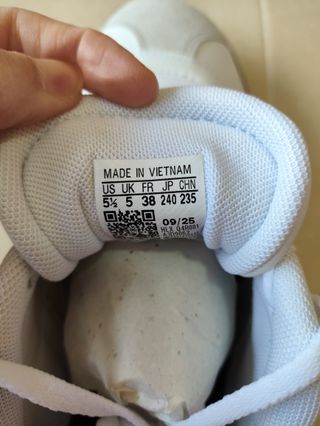 MADE IN VIETNAM
US UK FR JP CHN
5½ 5 38 240 235
09/25